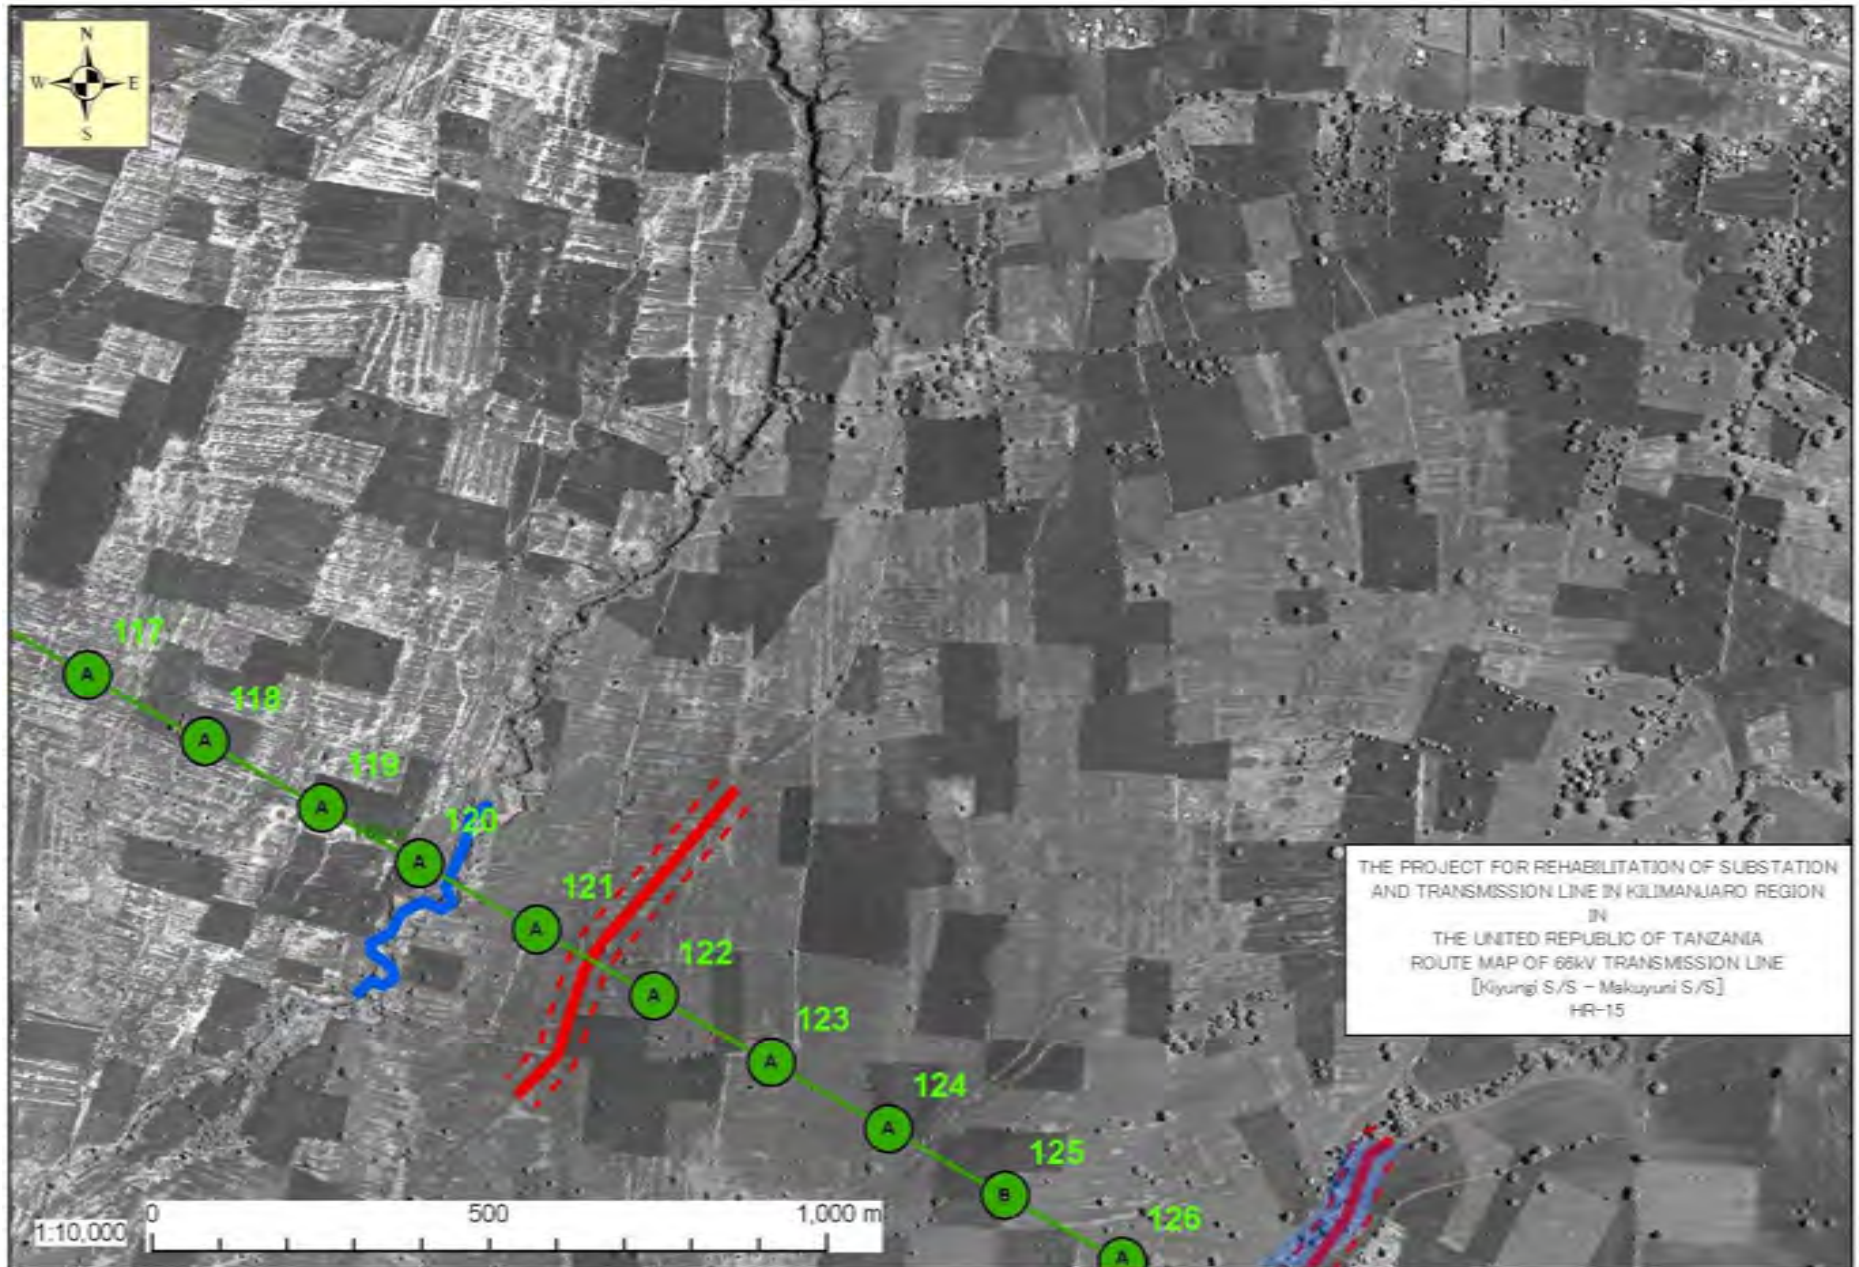 N
W E
S
117
A
118
A
119
A
120
A
121
A
122
A
123
A
124
A
125
B
126
A
THE PROJECT FOR REHABILITATION OF SUBSTATION
AND TRANSMISSION LINE IN KILIMANJARO REGION
IN
THE UNITED REPUBLIC OF TANZANIA
ROUTE MAP OF 66kV TRANSMISSION LINE
[Kiyungi S/S - Makuyuni S/S]
HR-15
1:10,000
0 500 1,000 m